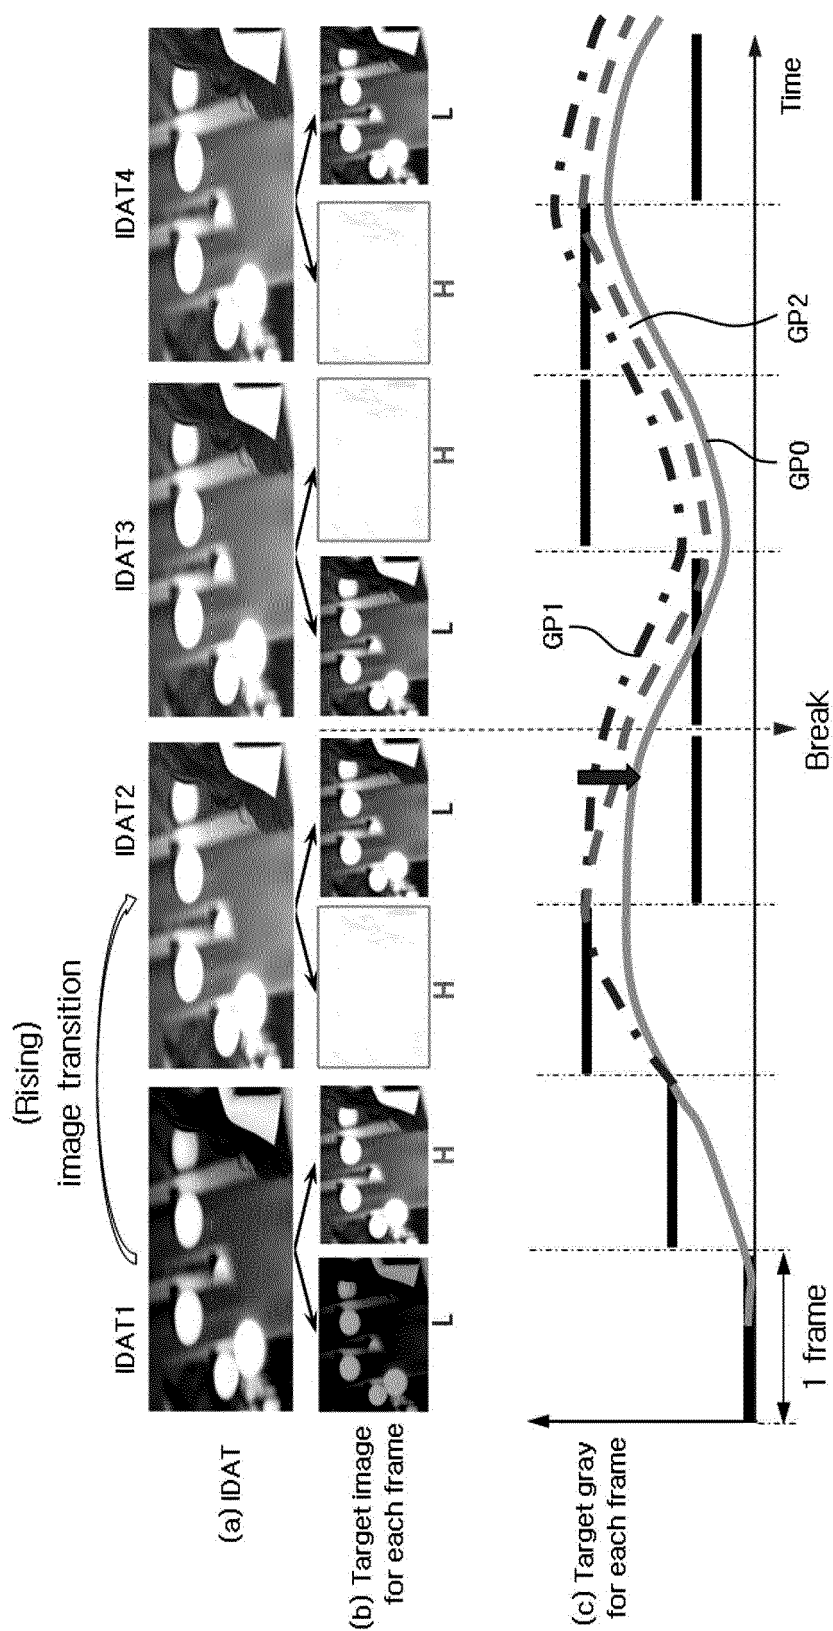 (Rising)
image transition
IDAT1
IDAT2
IDAT3
IDAT4
(a) IDAT
(b) Target image
for each frame
L
H
H
L
L
H
H
L
(c) Target gray
for each frame
GP1
GP0
GP2
1 frame
Break
Time